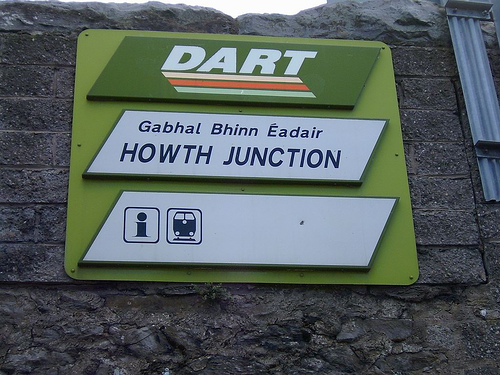 DART
Gabhal Bhinn Éadair
HOWTH JUNCTION
i